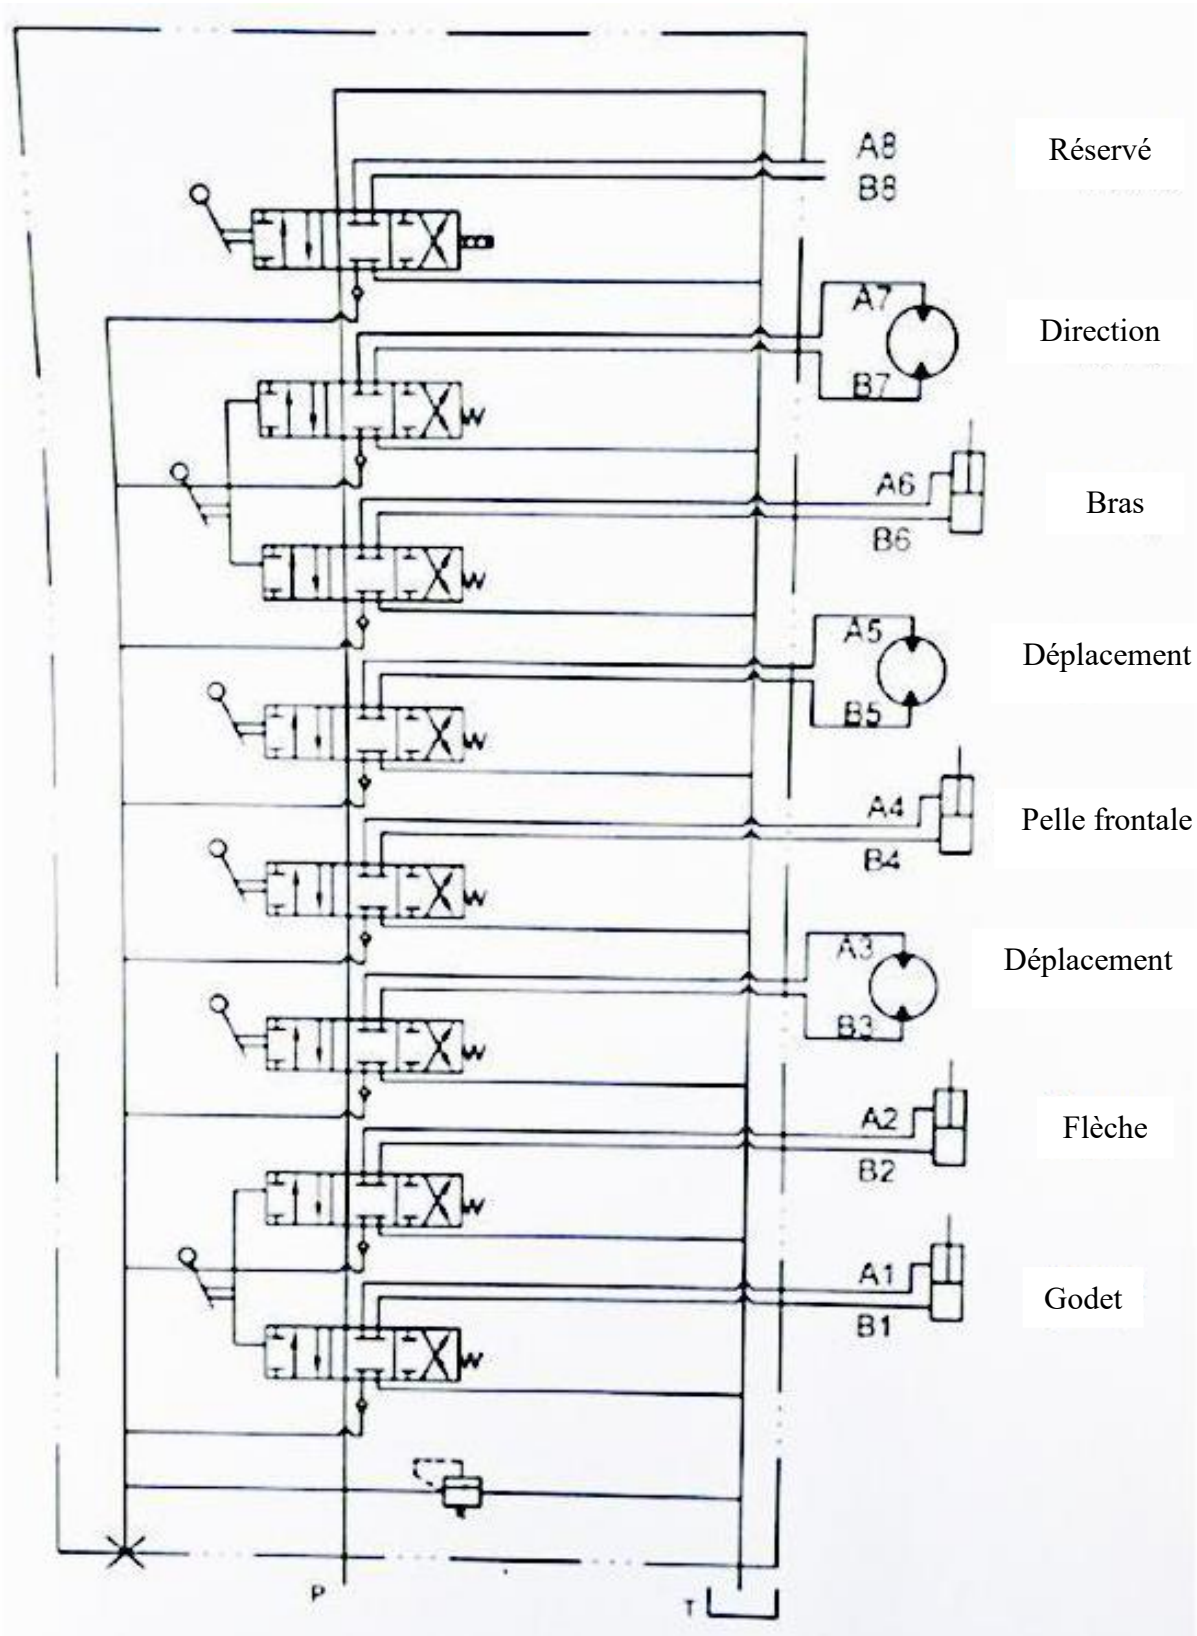 A8
Réservé
B8
A7
Direction
B7
A6
Bras
B6
A5
Déplacement
B5
A4
Pelle frontale
B4
A3
Déplacement
B3
A2
Flèche
B2
A1
Godet
B1
P
T